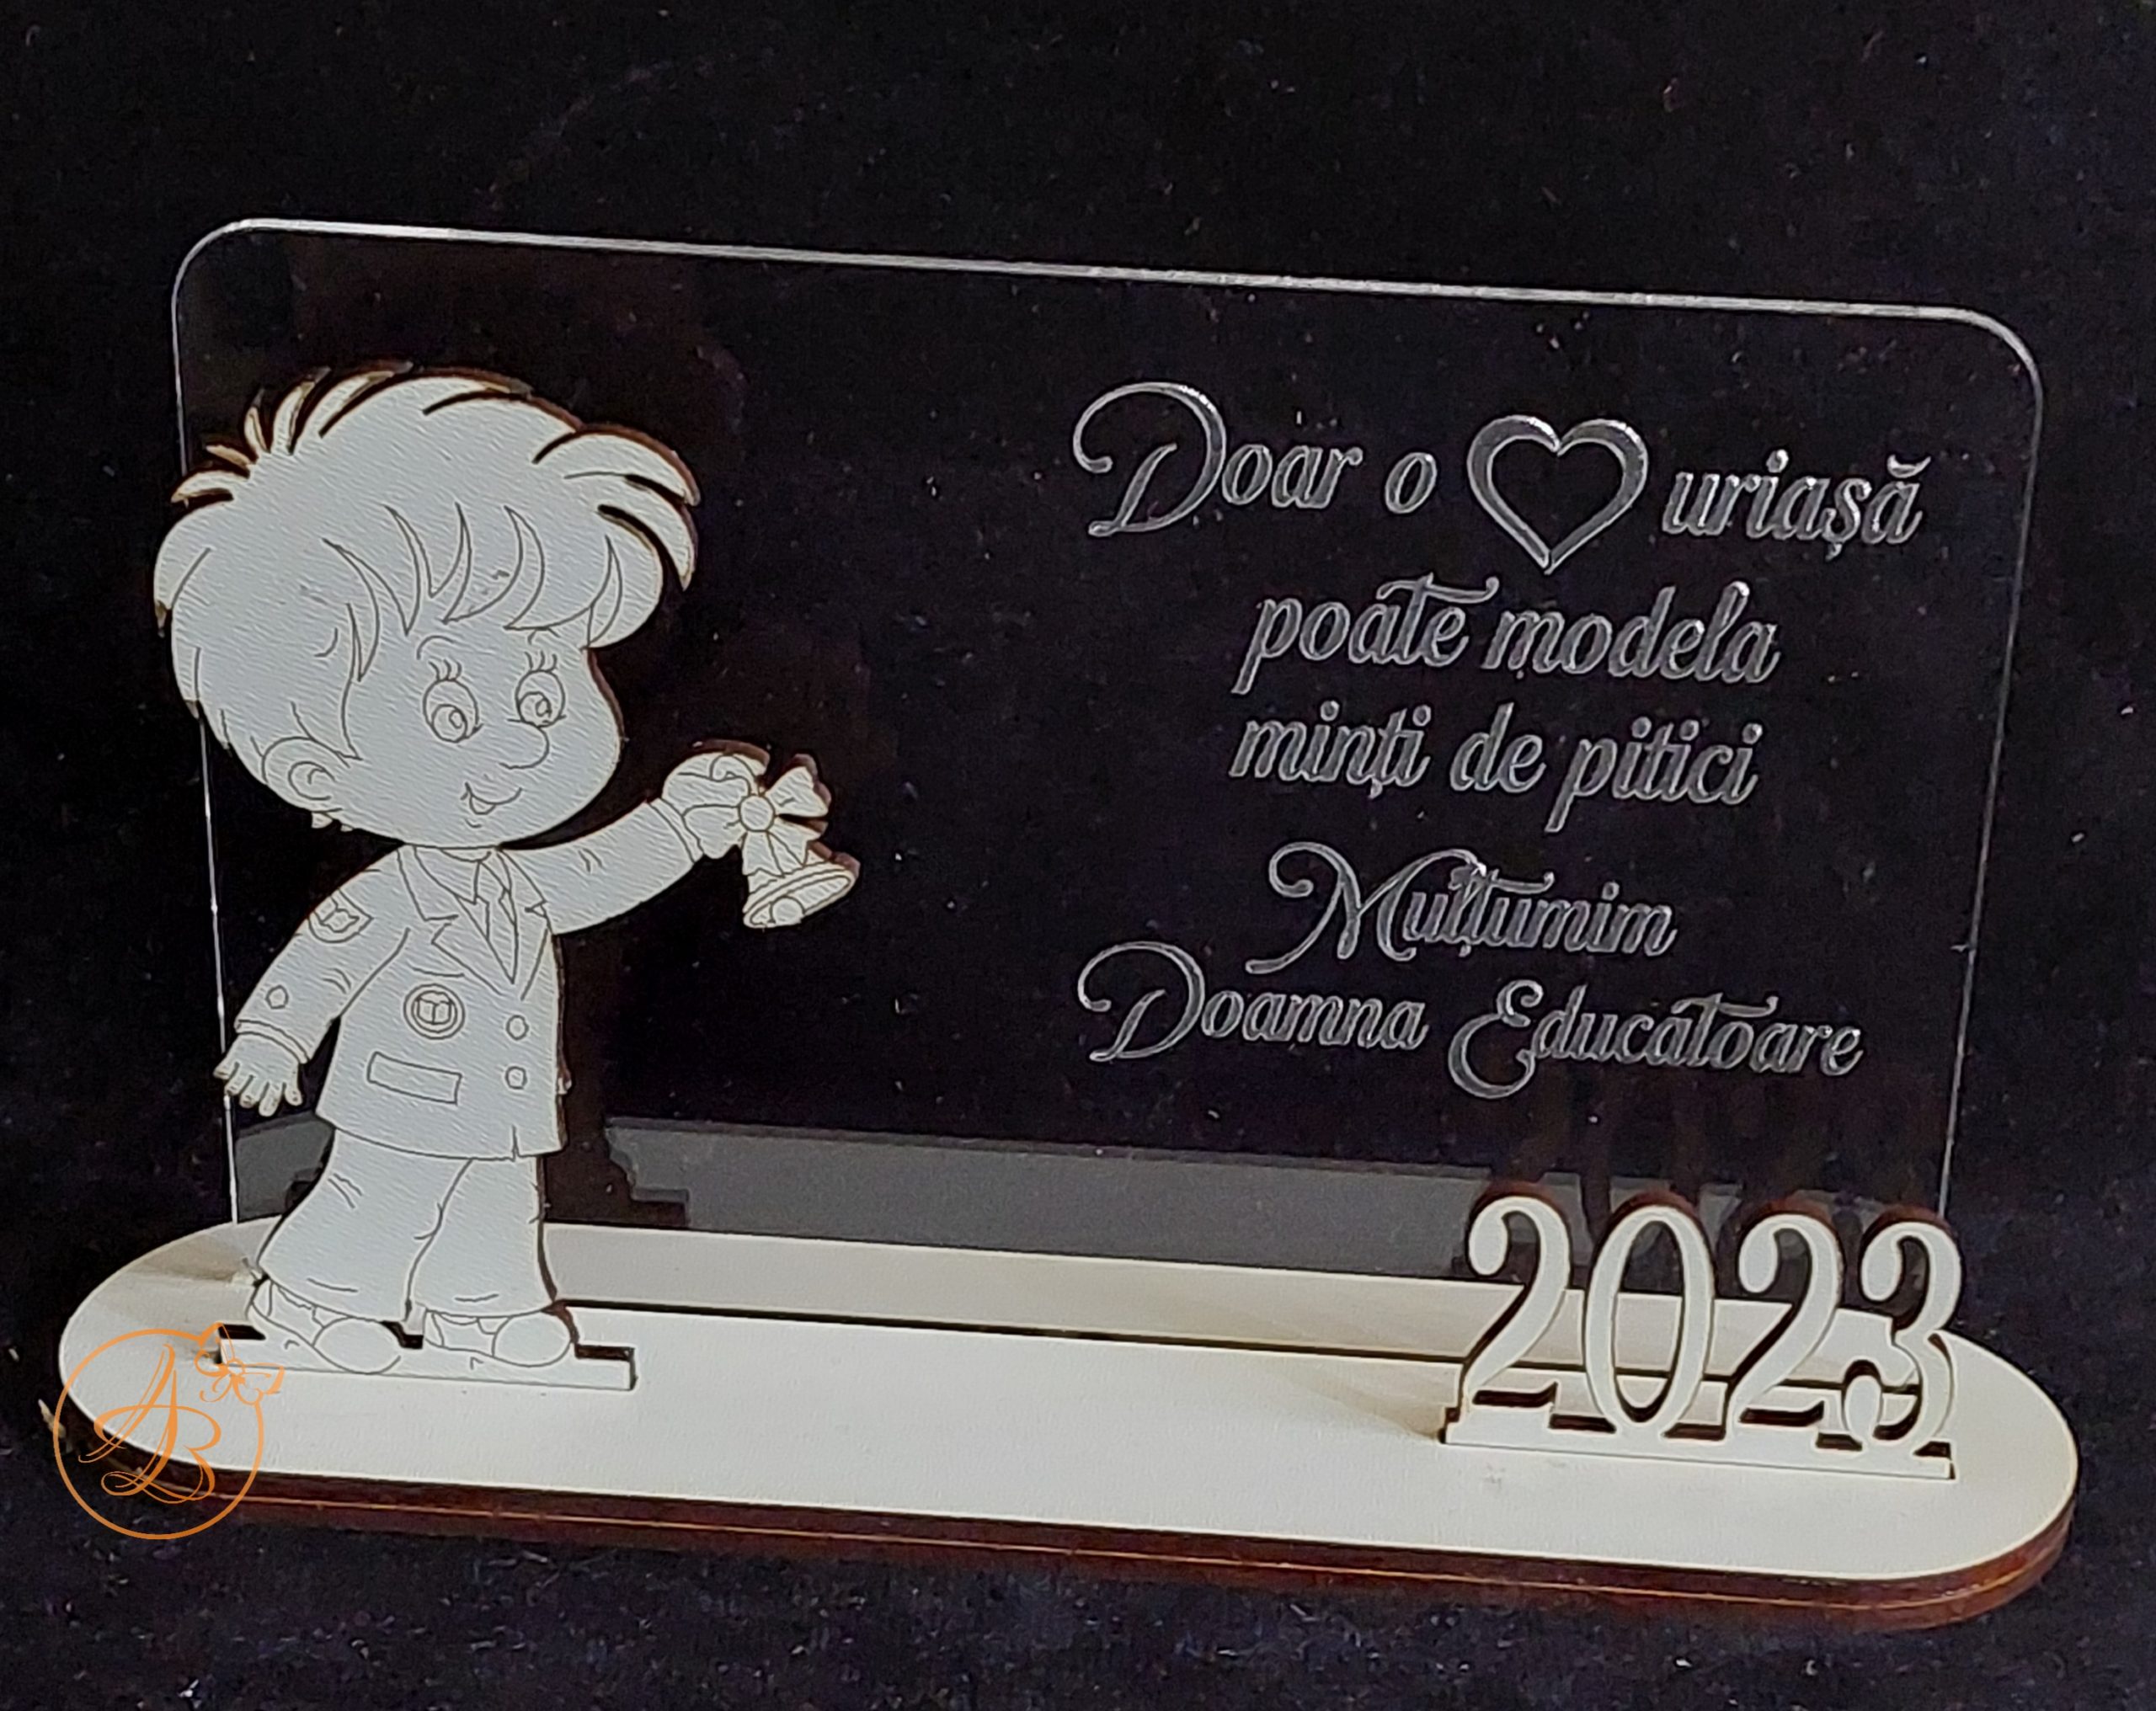 Doar o ♡ uriașă
poate modela
minți de pitici
Mulțumim
Doamna Educatoare
2023